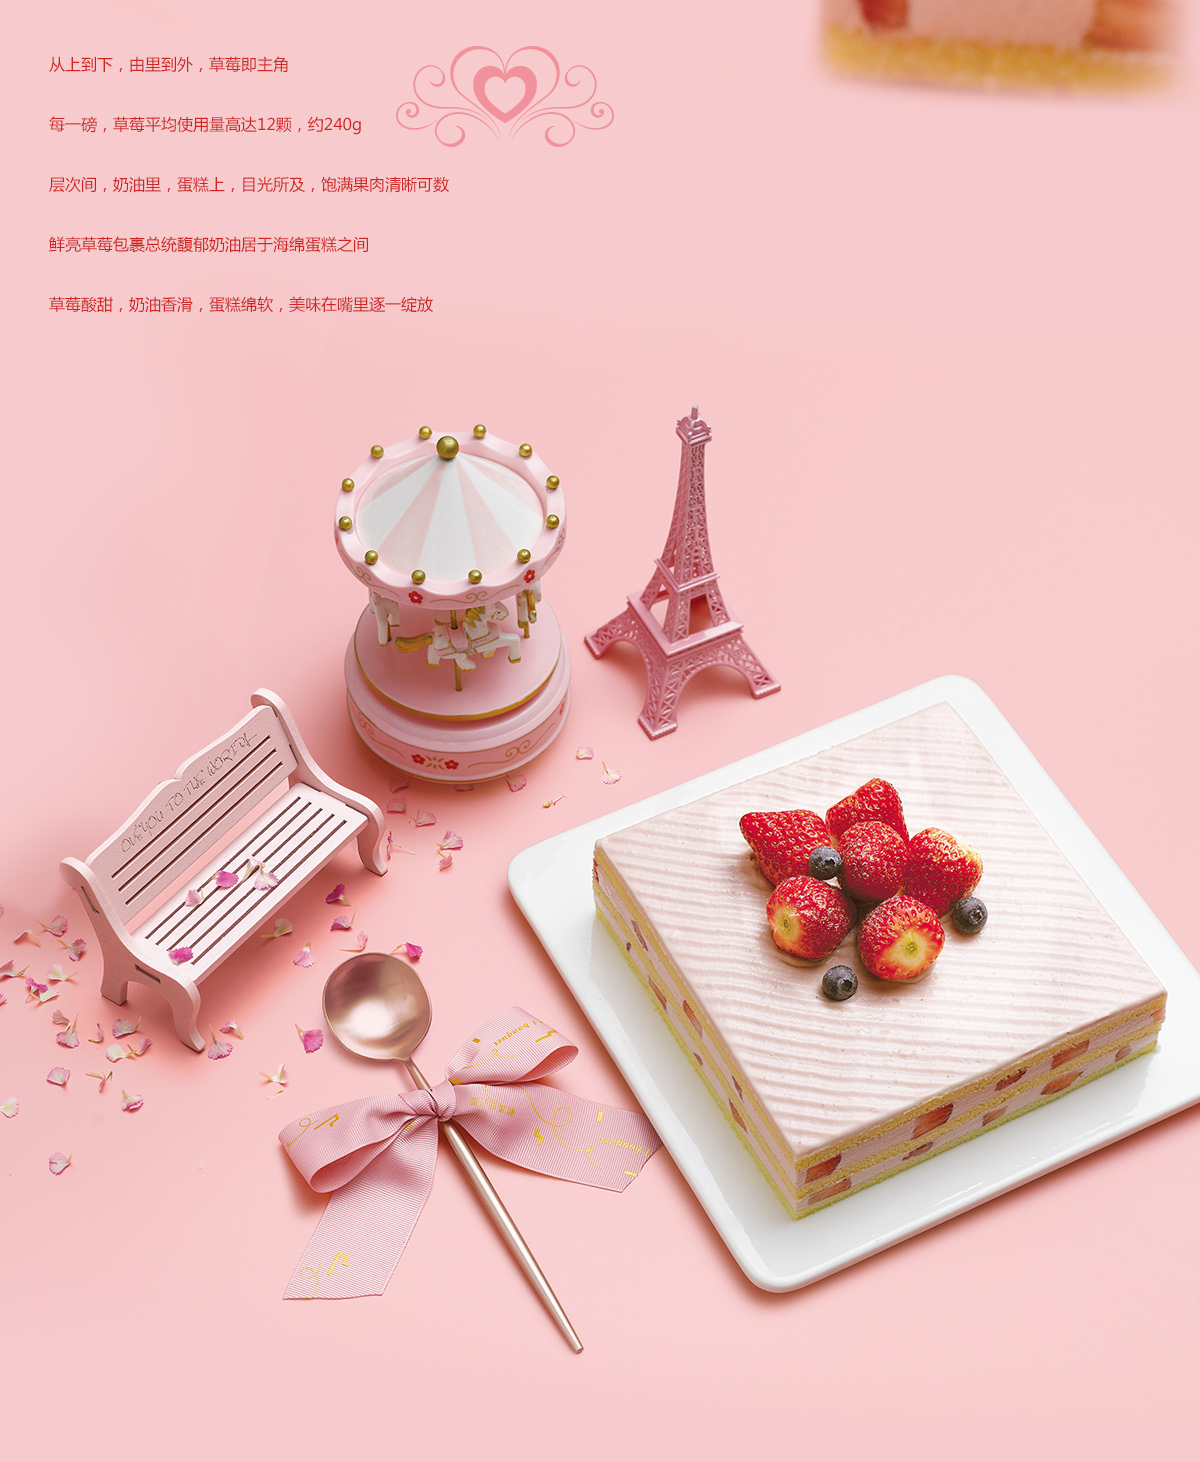 从上到下，由里到外，草莓即主角
每一磅，草莓平均使用量高达12颗，约240g
层次间，奶油里，蛋糕上，目光所及，饱满果肉清晰可数
鲜亮草莓包裹总统馥郁奶油居于海绵蛋糕之间
草莓酸甜，奶油香滑，蛋糕绵软，美味在嘴里逐一绽放
TO THE WORLD